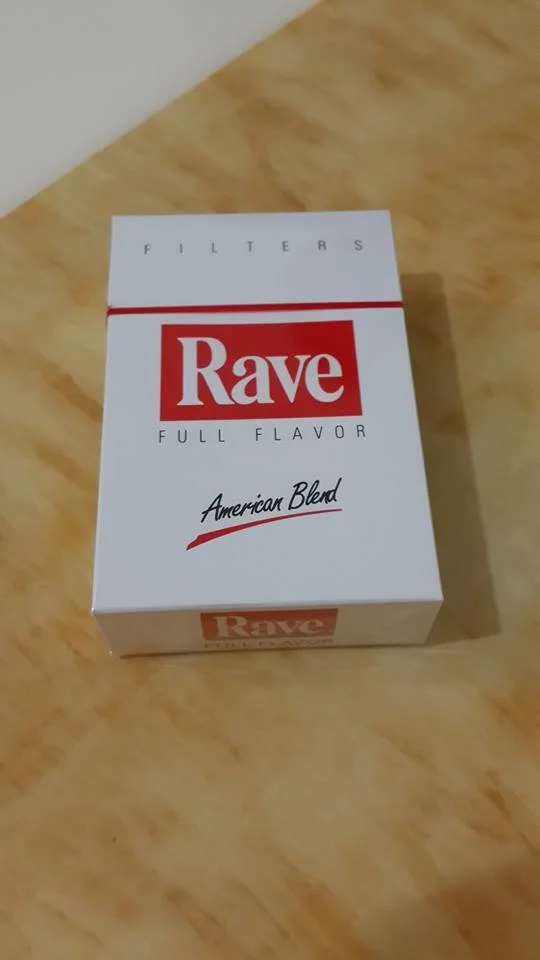 FILTERS
Rave
FULL FLAVOR
American Blend
Rave
FULL FLAVOR